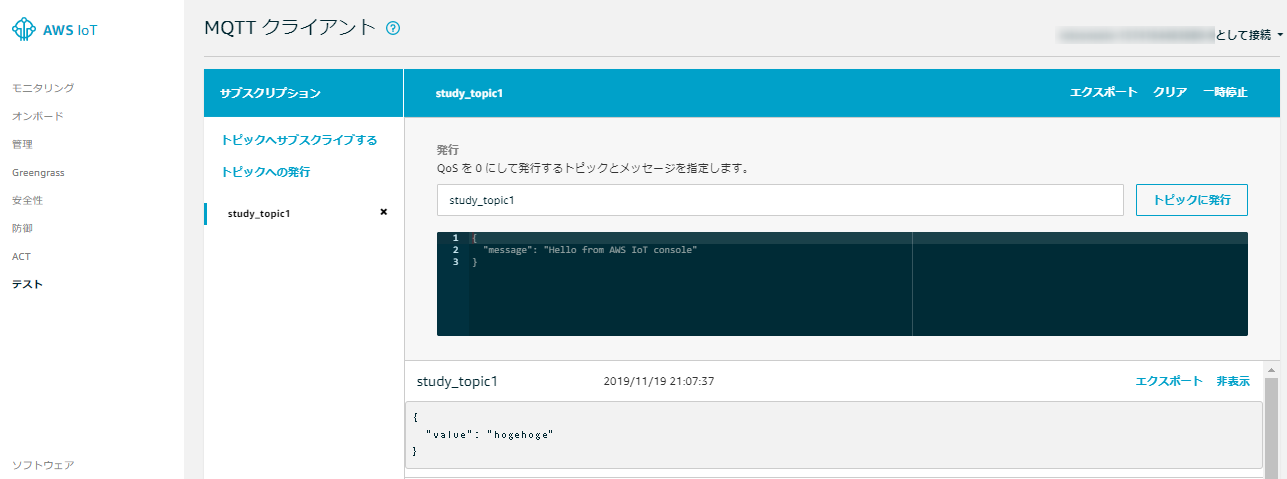 AWS IoT
モニタリング
オンボード
管理
Greengrass
安全性
防御
ACT
テスト
ソフトウェア
MQTT クライアント ?
として接続
サブスクリプション
トピックへサブスクライブする
トピックへの発行
study_topic1 ×
study_topic1 エクスポート クリア 一時停止
発行
QoS を 0 にして発行するトピックとメッセージを指定します。
study_topic1 トピックに発行
1 {
2 "message": "Hello from AWS IoT console"
3 }
study_topic1 2019/11/19 21:07:37 エクスポート 非表示
{
"value": "hogehoge"
}